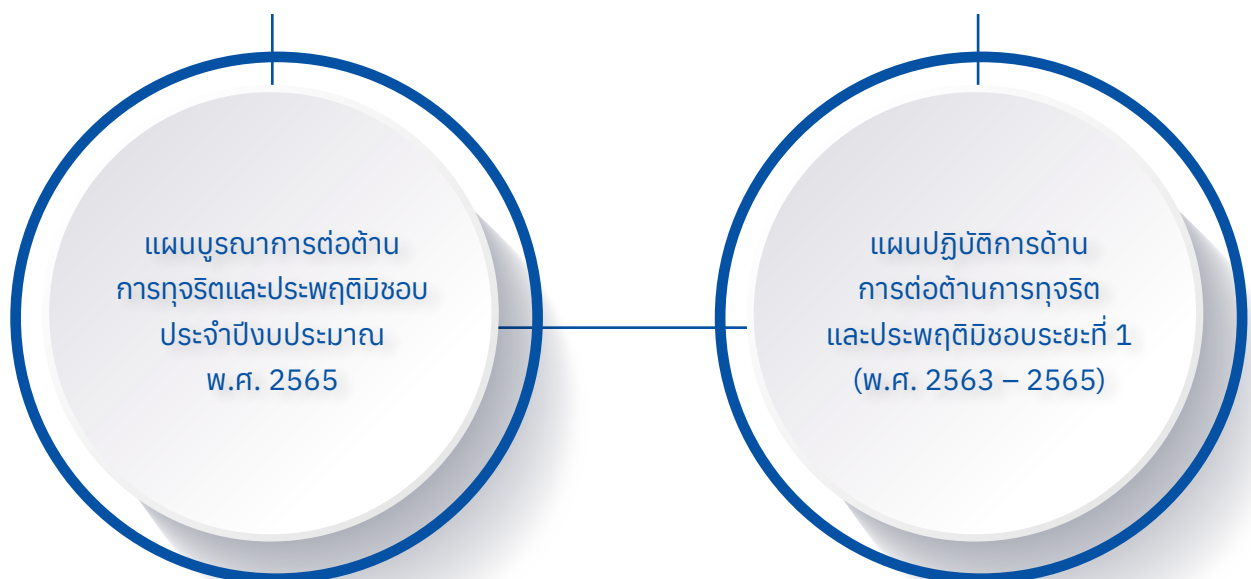 แผนบูรณาการต่อต้าน
การทุจริตและประพฤติมิชอบ
ประจำปีงบประมาณ
พ.ศ. 2565
แผนปฏิบัติการด้าน
การต่อต้านการทุจริต
และประพฤติมิชอบระยะที่ 1
(พ.ศ. 2563 – 2565)